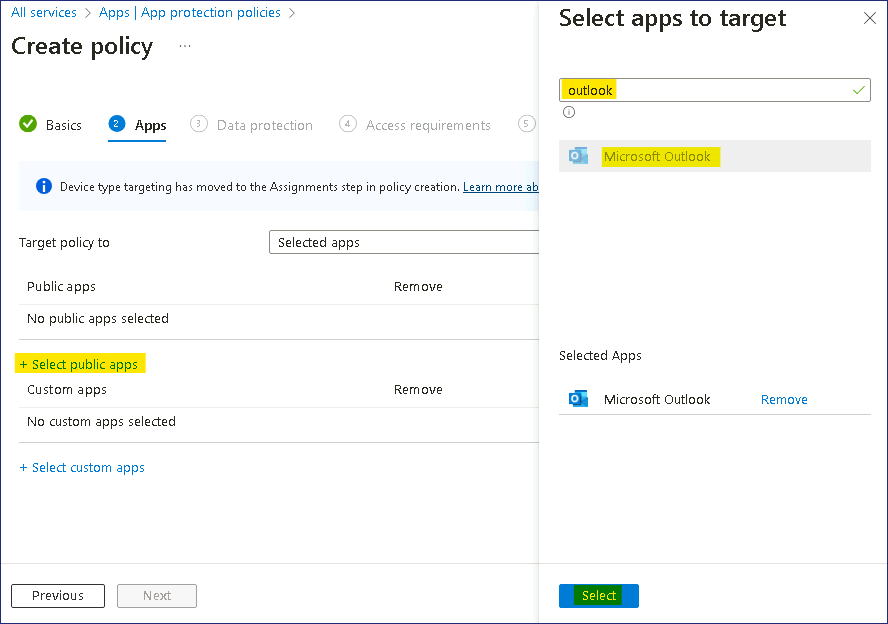 All services > Apps | App protection policies >
Create policy ...
Basics
2 Apps
3 Data protection
4 Access requirements
5
Device type targeting has moved to the Assignments step in policy creation. Learn more ab
Target policy to
Selected apps
Public apps Remove
No public apps selected
+ Select public apps
Custom apps Remove
No custom apps selected
+ Select custom apps
Previous
Next
Select apps to target
outlook
Microsoft Outlook
Selected Apps
Microsoft Outlook Remove
Select